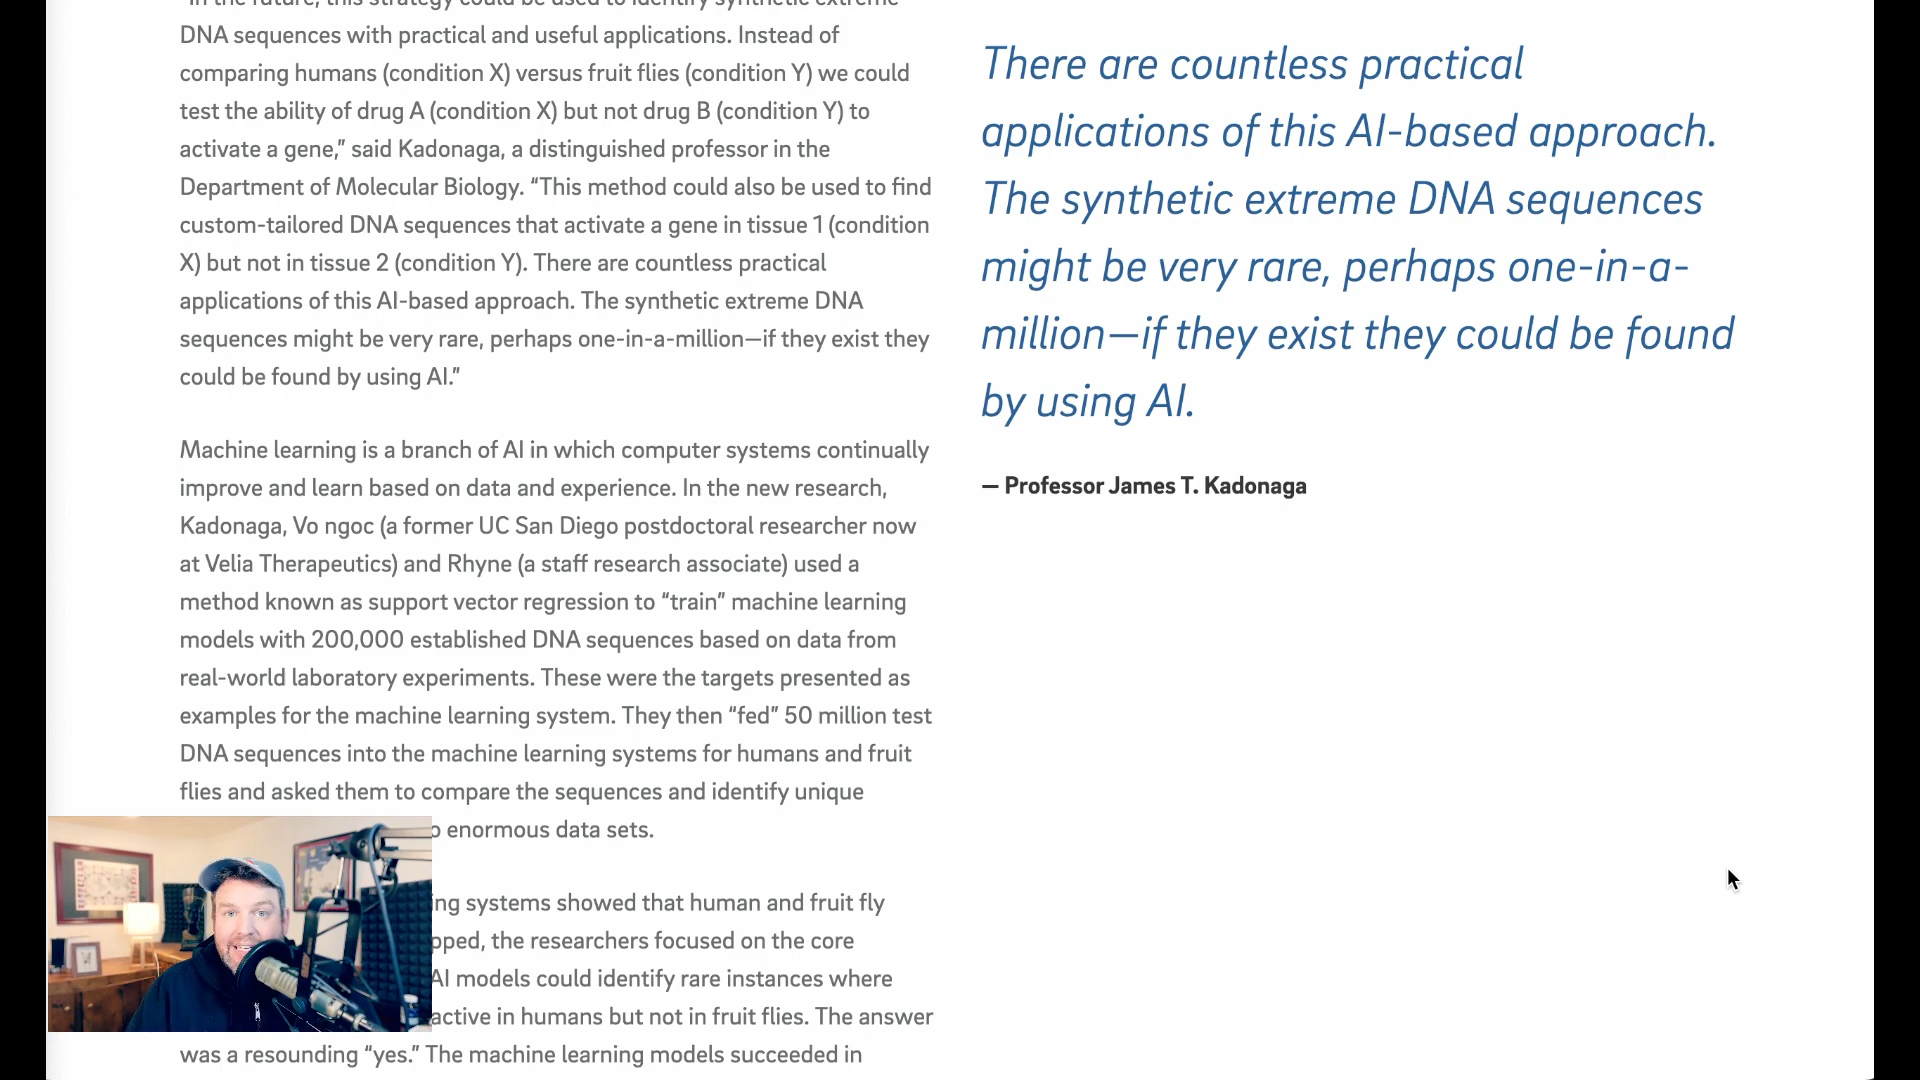 “In the future, this strategy could be used to identify synthetic extreme
DNA sequences with practical and useful applications. Instead of
comparing humans (condition X) versus fruit flies (condition Y) we could
test the ability of drug A (condition X) but not drug B (condition Y) to
activate a gene,” said Kadonaga, a distinguished professor in the
Department of Molecular Biology. “This method could also be used to find
custom-tailored DNA sequences that activate a gene in tissue 1 (condition
X) but not in tissue 2 (condition Y). There are countless practical
applications of this AI-based approach. The synthetic extreme DNA
sequences might be very rare, perhaps one-in-a-million—if they exist they
could be found by using AI.”
Machine learning is a branch of AI in which computer systems continually
improve and learn based on data and experience. In the new research,
Kadonaga, Vo ngoc (a former UC San Diego postdoctoral researcher now
at Velia Therapeutics) and Rhyne (a staff research associate) used a
method known as support vector regression to “train” machine learning
models with 200,000 established DNA sequences based on data from
real-world laboratory experiments. These were the targets presented as
examples for the machine learning system. They then “fed” 50 million test
DNA sequences into the machine learning systems for humans and fruit
flies and asked them to compare the sequences and identify unique
enormous data sets.
ing systems showed that human and fruit fly
pped, the researchers focused on the core
AI models could identify rare instances where
active in humans but not in fruit flies. The answer
was a resounding “yes.” The machine learning models succeeded in
There are countless practical
applications of this AI-based approach.
The synthetic extreme DNA sequences
might be very rare, perhaps one-in-a-
million—if they exist they could be found
by using AI.
— Professor James T. Kadonaga